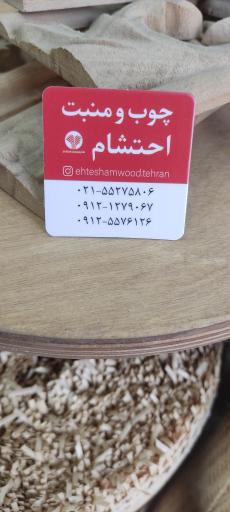 چوب و منبت
احتشام
ehteshamwood.tehran
۰۲۱-۵۵۲۷۵۸۰۶
۰۹۱۲-۱۲۷۹۰۶۷
۰۹۱۲-۵۵۷۶۱۲۶